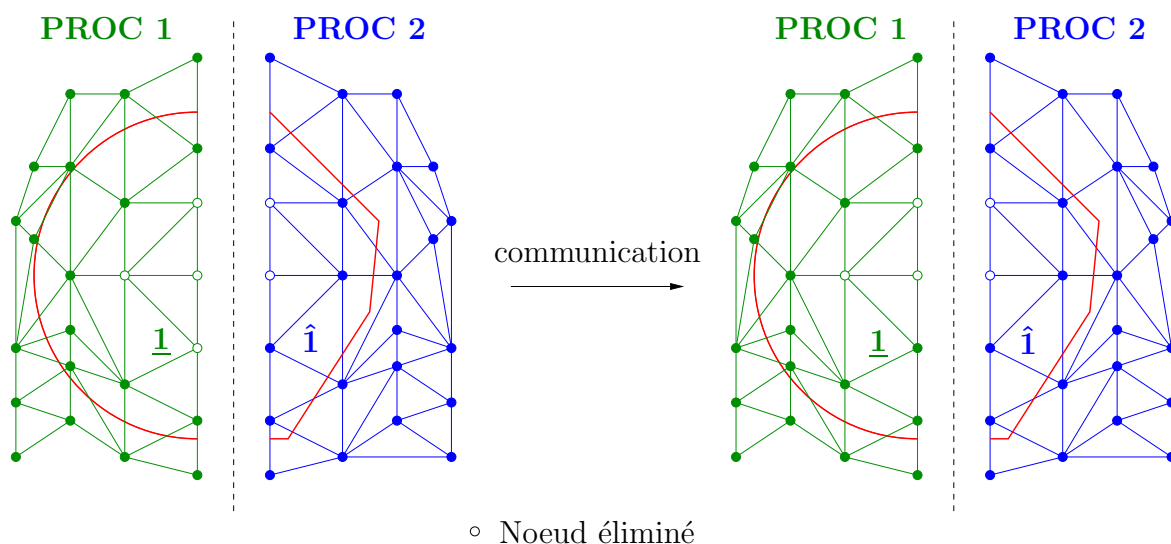 PROC 1 PROC 2 PROC 1 PROC 2
communication
1 1̂ 1 1̂
Noeud éliminé